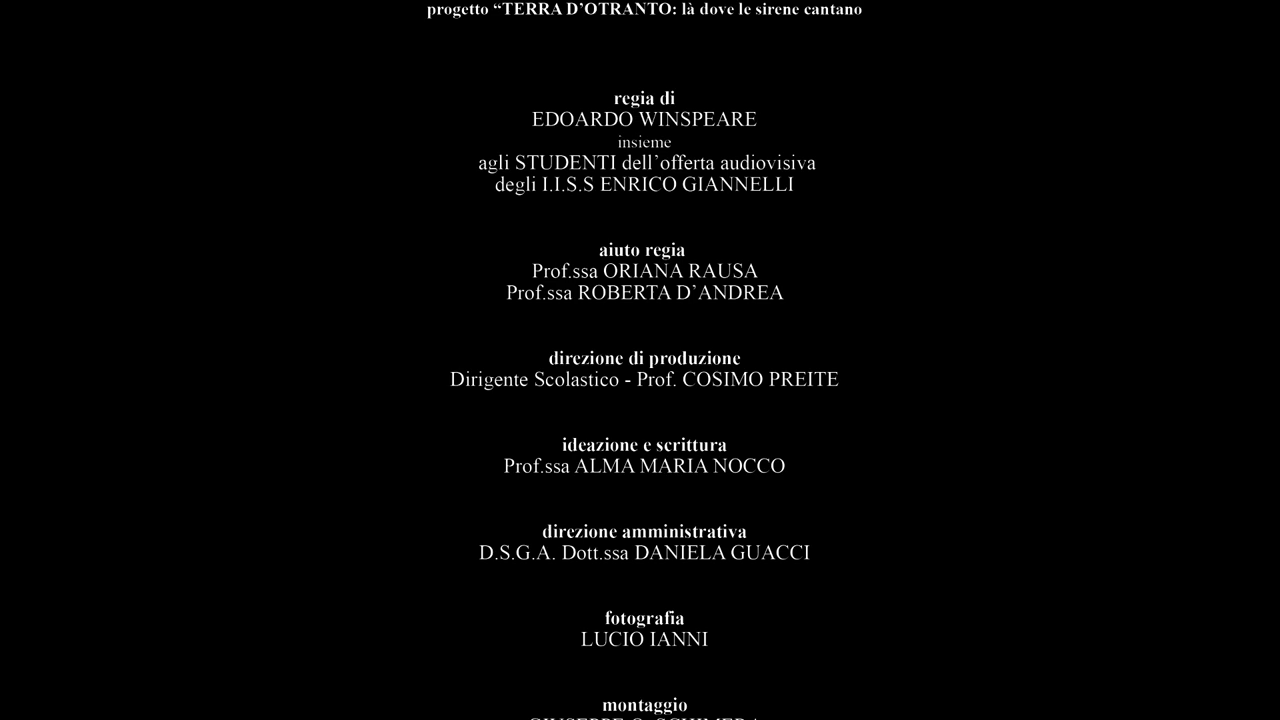 progetto “TERRA D’OTRANTO: là dove le sirene cantano
regia di
EDOARDO WINSPEARE
insieme
agli STUDENTI dell’offerta audiovisiva
degli I.I.S.S ENRICO GIANNELLI
aiuto regia
Prof.ssa ORIANA RAUSA
Prof.ssa ROBERTA D’ANDREA
direzione di produzione
Dirigente Scolastico - Prof. COSIMO PREITE
ideazione e scrittura
Prof.ssa ALMA MARIA NOCCO
direzione amministrativa
D.S.G.A. Dott.ssa DANIELA GUACCI
fotografia
LUCIO IANNI
montaggio